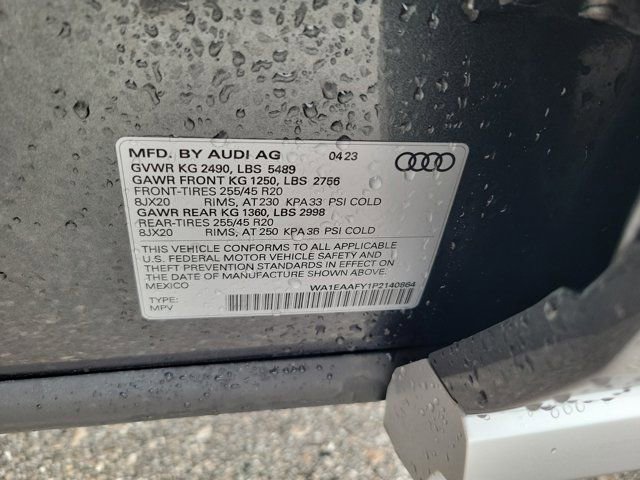 MFD. BY AUDI AG 04 23
GVWR KG 2490, LBS 5489
GAWR FRONT KG 1250, LBS 2756
FRONT-TIRES 255/45 R20
8JX20 RIMS, AT 230 KPA 33 PSI COLD
GAWR REAR KG 1360, LBS 2998
REAR-TIRES 255/45 R20
8JX20 RIMS, AT 250 KPA 36 PSI COLD
THIS VEHICLE CONFORMS TO ALL APPLICABLE
U.S. FEDERAL MOTOR VEHICLE SAFETY AND
THEFT PREVENTION STANDARDS IN EFFECT ON
THE DATE OF MANUFACTURE SHOWN ABOVE.
MEXICO WA1EAAFY1P2140864
TYPE:
MPV